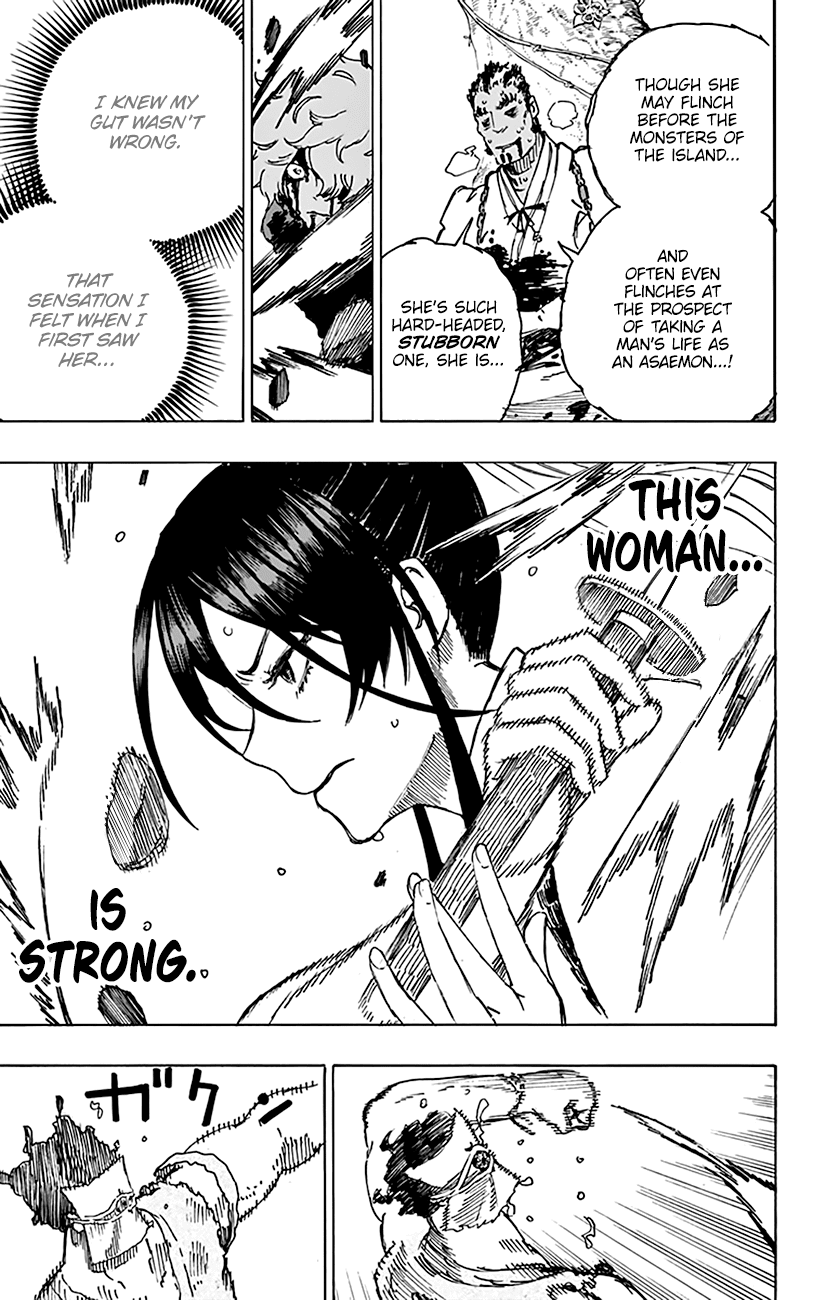 THOUGH SHE
MAY FLINCH
BEFORE THE
MONSTERS OF
THE ISLAND...
AND
OFTEN EVEN
FLINCHES AT
THE PROSPECT
OF TAKING A
MAN'S LIFE AS
AN ASAEMON...!
SHE'S SUCH
HARD-HEADED,
STUBBORN
ONE, SHE IS...
I KNEW MY
GUT WASN'T
WRONG.
THAT
SENSATION I
FELT WHEN I
FIRST SAW
HER...
THIS
WOMAN...
IS
STRONG.
ガクン